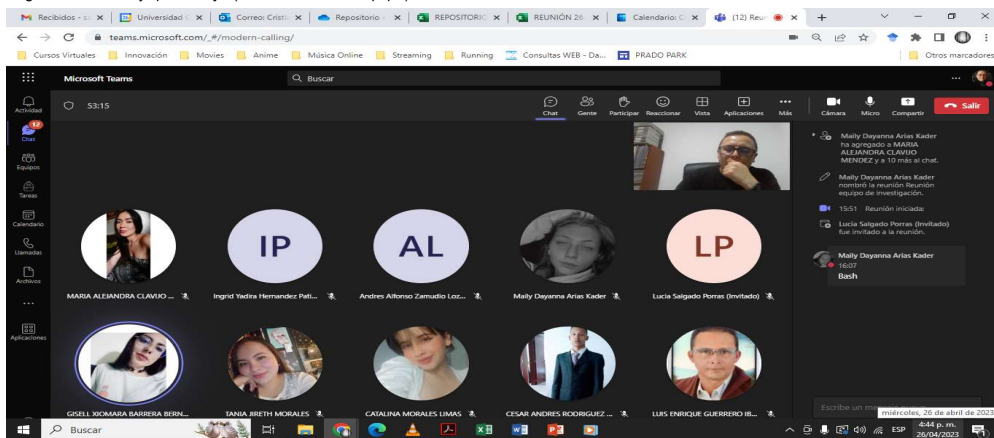 Recibidos - sa
Universidad C
Correo: Cristi
Repositorio -
REPOSITORIO
REUNIÓN 26
Calendario: C
(12) Reun
teams.microsoft.com/_#/modern-calling/
Cursos Virtuales
Innovación
Movies
Anime
Música Online
Streaming
Running
Consultas WEB - Da...
PRADO PARK
Otros marcadores
Microsoft Teams
Buscar
Actividad
53:15
Chat
Gente
Participar
Reaccionar
Vista
Aplicaciones
Más
Cámara
Micro
Compartir
Salir
12
Chat
Equipos
Tareas
Calendario
Llamadas
Archivos
Aplicaciones
IP
AL
LP
MARIA ALEJANDRA CLAVIJO ...
Ingrid Yadira Hernandez Pati...
Andres Alfonso Zamudio Loz...
Maily Dayanna Arias Kader
Lucia Salgado Porras (Invitado)
GISELL XIOMARA BARRERA BERN...
TANIA JIRETH MORALES
CATALINA MORALES LIMAS
CESAR ANDRES RODRIGUEZ ...
LUIS ENRIQUE GUERRERO IB...
Maily Dayanna Arias Kader
ha agregado a MARIA
ALEJANDRA CLAVIJO
MENDEZ y a 10 más al chat.
Maily Dayanna Arias Kader
nombró la reunión Reunión
equipo de investigación.
15:51 Reunión iniciada:
Lucia Salgado Porras (Invitado)
fue invitado a la reunión.
Maily Dayanna Arias Kader
16:07
Bash
Escribe un
miércoles, 26 de abril de 2023
Buscar
ESP
4:44 p. m.
26/04/2023